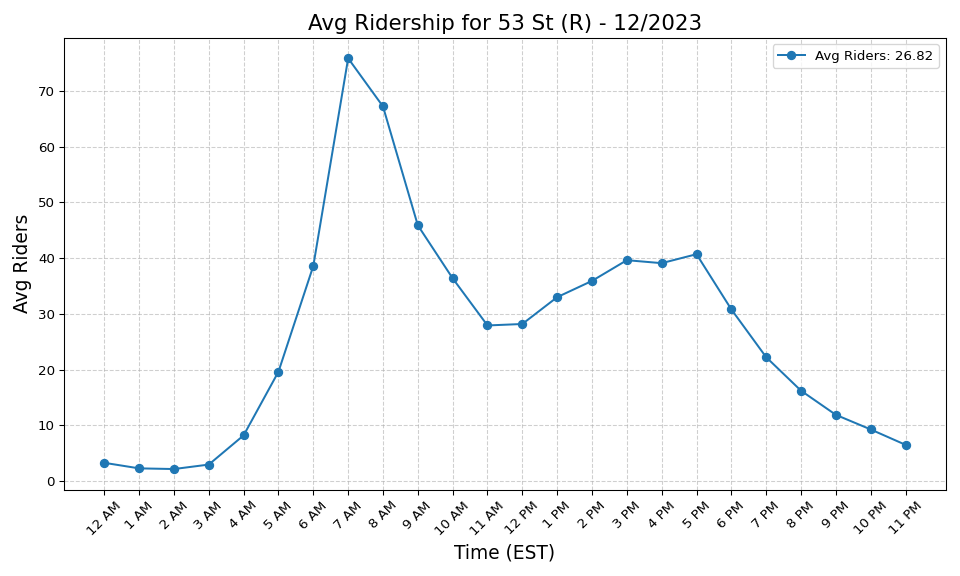 Avg Ridership for 53 St (R) - 12/2023
Avg Riders: 26.82
Avg Riders
70
60
50
40
30
20
10
0
12 AM
1 AM
2 AM
3 AM
4 AM
5 AM
6 AM
7 AM
8 AM
9 AM
10 AM
11 AM
12 PM
1 PM
2 PM
3 PM
4 PM
5 PM
6 PM
7 PM
8 PM
9 PM
10 PM
11 PM
Time (EST)